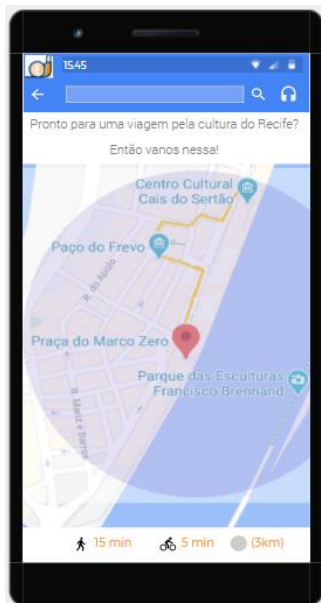 15.45
Pronto para uma viagem pela cultura do Recife?
Então vanos nessa!
Centro Cultural
Cais do Sertão
Paço do Frevo
R. do Apolo
Praça do Marco Zero
Parque das Esculturas
Francisco Brennand
R. Mariz e Barros
15 min
5 min
(3km)